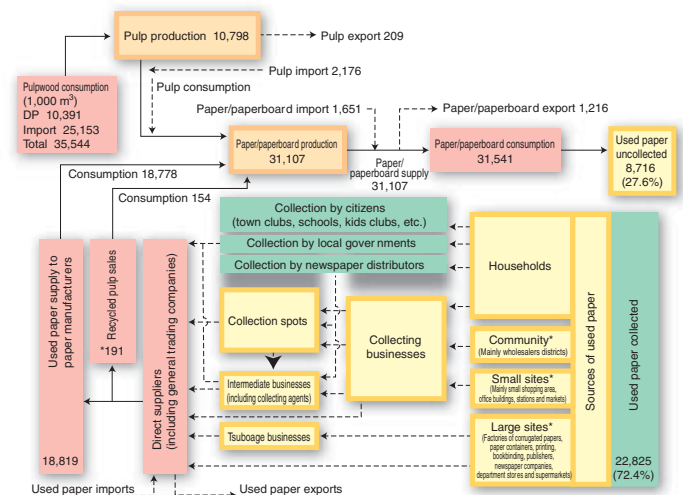 Pulp production 10,798
Pulp export 209
Pulp import 2,176
Pulp consumption
Pulpwood consumption
(1,000 m³)
DP 10,391
Import 25,153
Total 35,544
Paper/paperboard import 1,651
Paper/paperboard export 1,216
Paper/paperboard production
31,107
Paper/
paperboard supply
31,107
Paper/paperboard consumption
31,541
Used paper
uncollected
8,716
(27.6%)
Consumption 18,778
Consumption 154
Collection by citizens
(town clubs, schools, kids clubs, etc.)
Collection by local governments
Collection by newspaper distributors
Households
Used paper supply to
paper manufacturers
18,819
Recycled pulp sales
*191
Direct suppliers
(including general trading companies)
Collection spots
Collecting
businesses
Intermediate businesses
(including collecting agents)
Tsuboage businesses
Community*
(Mainly wholesalers districts)
Small sites*
(Mainly small shopping area,
office buildings, stations and markets)
Large sites*
(Factories of corrugated papers,
paper containers, printing,
bookbinding, publishers,
newspaper companies,
department stores and supermarkets)
Sources of used paper
Used paper collected
22,825
(72.4%)
Used paper imports
Used paper exports